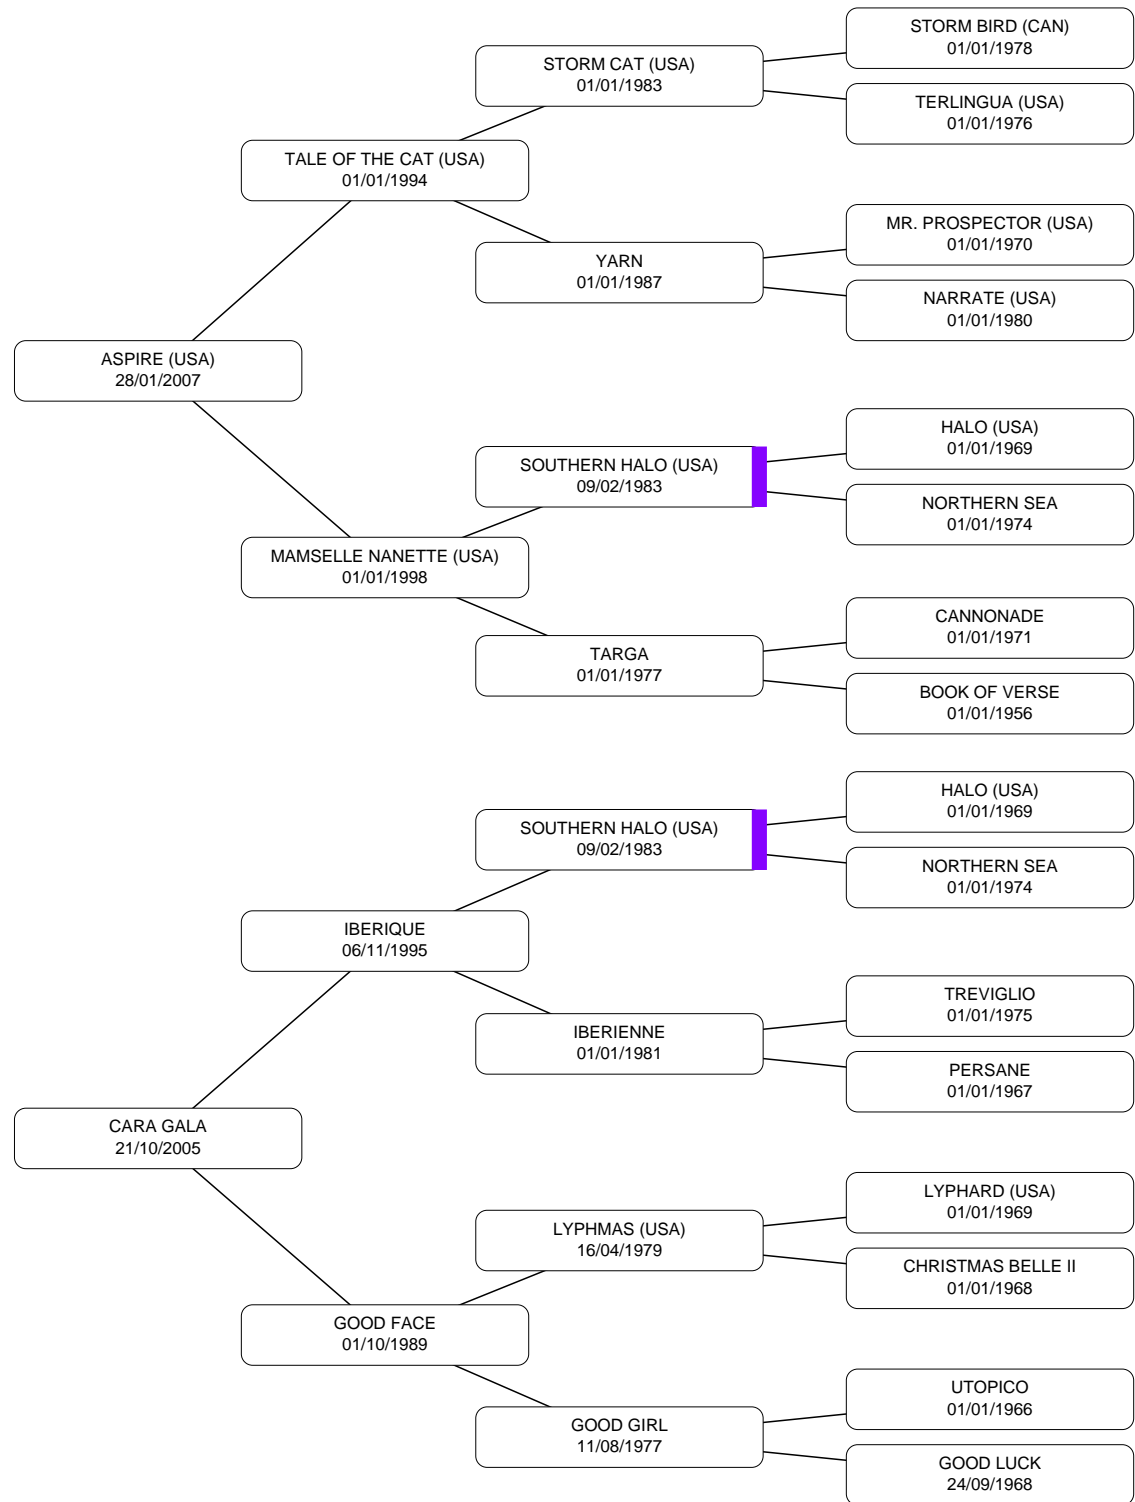 STORM BIRD (CAN)
01/01/1978
STORM CAT (USA)
01/01/1983
TERLINGUA (USA)
01/01/1976
TALE OF THE CAT (USA)
01/01/1994
MR. PROSPECTOR (USA)
01/01/1970
YARN
01/01/1987
NARRATE (USA)
01/01/1980
ASPIRE (USA)
28/01/2007
HALO (USA)
01/01/1969
SOUTHERN HALO (USA)
09/02/1983
NORTHERN SEA
01/01/1974
MAMSELLE NANETTE (USA)
01/01/1998
CANNONADE
01/01/1971
TARGA
01/01/1977
BOOK OF VERSE
01/01/1956
HALO (USA)
01/01/1969
SOUTHERN HALO (USA)
09/02/1983
NORTHERN SEA
01/01/1974
IBERIQUE
06/11/1995
TREVIGLIO
01/01/1975
IBERIENNE
01/01/1981
PERSANE
01/01/1967
CARA GALA
21/10/2005
LYPHARD (USA)
01/01/1969
LYPHMAS (USA)
16/04/1979
CHRISTMAS BELLE II
01/01/1968
GOOD FACE
01/10/1989
UTOPICO
01/01/1966
GOOD GIRL
11/08/1977
GOOD LUCK
24/09/1968